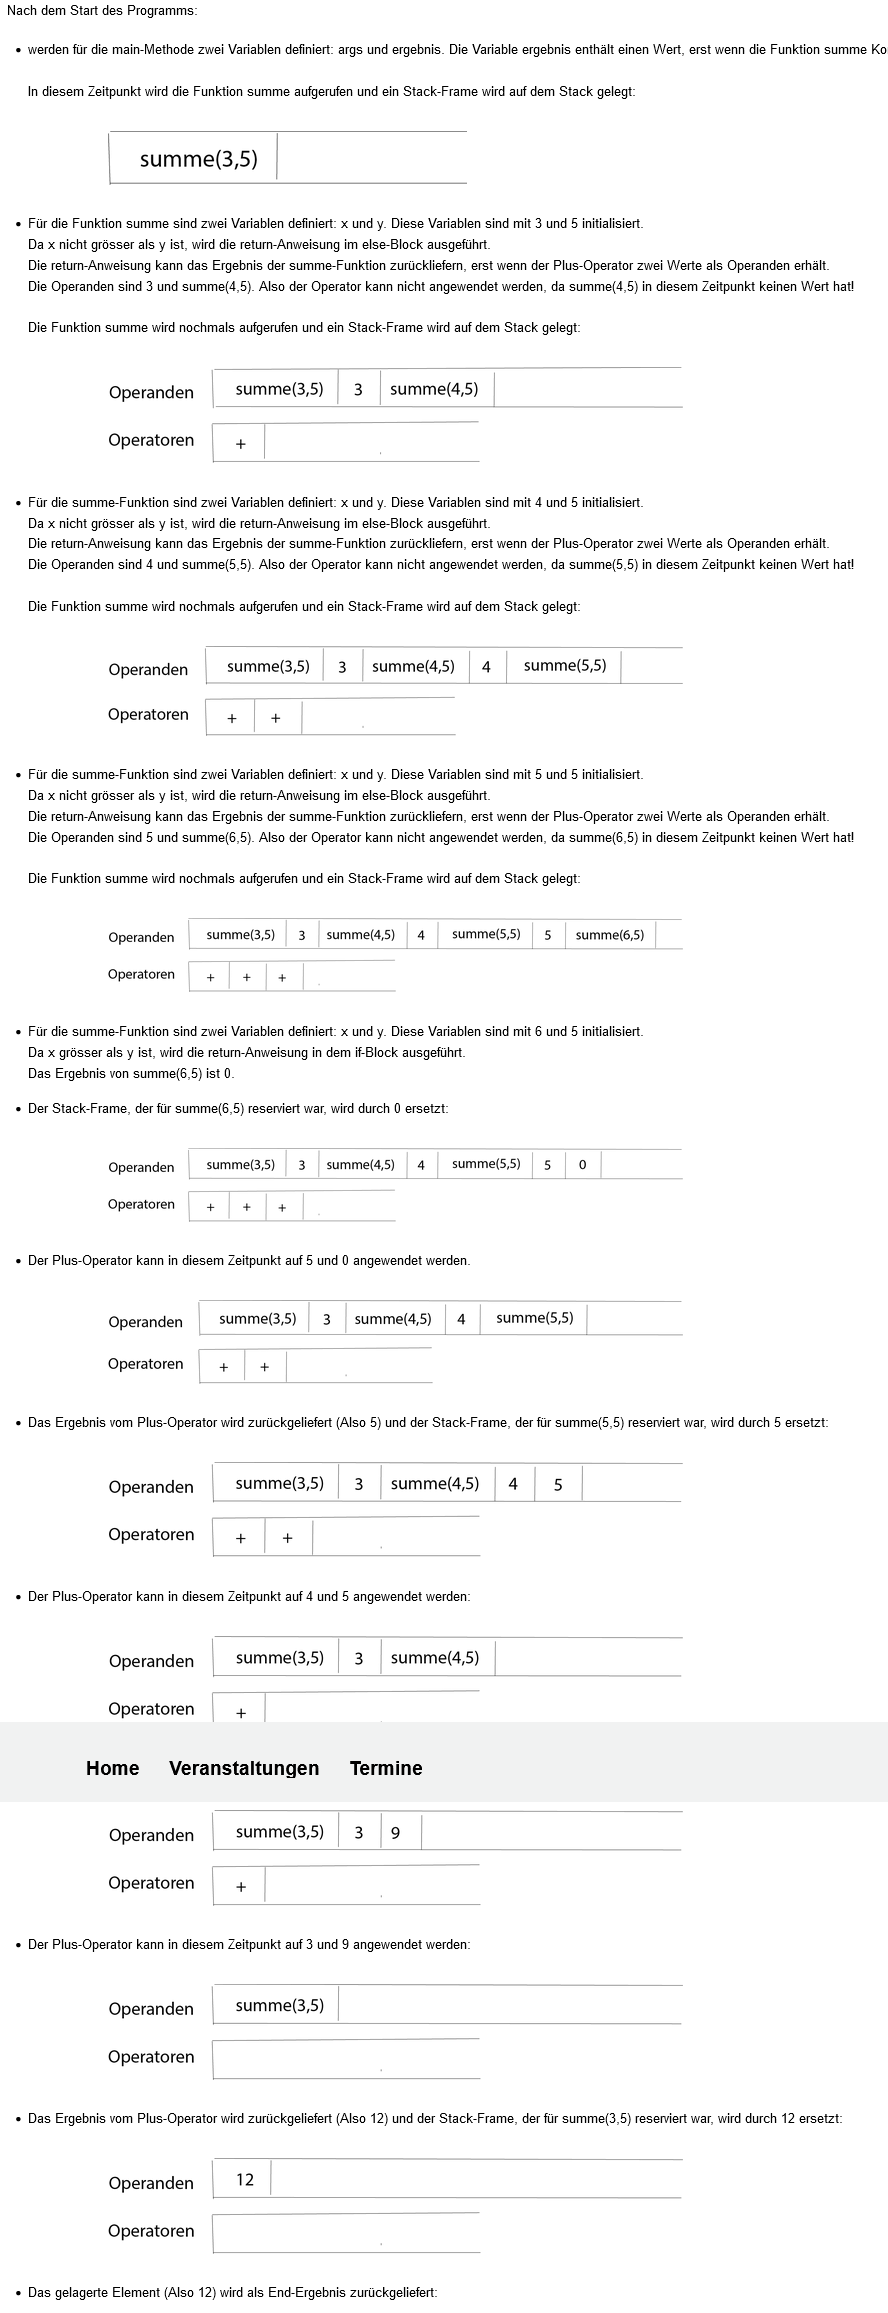 Nach dem Start des Programms:
• werden für die main-Methode zwei Variablen definiert: args und ergebnis. Die Variable ergebnis enthält einen Wert, erst wenn die Funktion summe
In diesem Zeitpunkt wird die Funktion summe aufgerufen und ein Stack-Frame wird auf dem Stack gelegt:
summe(3,5)
• Für die Funktion summe sind zwei Variablen definiert: x und y. Diese Variablen sind mit 3 und 5 initialisiert.
Da x nicht grösser als y ist, wird die return-Anweisung im else-Block ausgeführt.
Die return-Anweisung kann das Ergebnis der summe-Funktion zurückliefern, erst wenn der Plus-Operator zwei Werte als Operanden erhält.
Die Operanden sind 3 und summe(4,5). Also der Operator kann nicht angewendet werden, da summe(4,5) in diesem Zeitpunkt keinen Wert hat!
Die Funktion summe wird nochmals aufgerufen und ein Stack-Frame wird auf dem Stack gelegt:
Operanden summe(3,5) 3 summe(4,5)
Operatoren +
• Für die summe-Funktion sind zwei Variablen definiert: x und y. Diese Variablen sind mit 4 und 5 initialisiert.
Da x nicht grösser als y ist, wird die return-Anweisung im else-Block ausgeführt.
Die return-Anweisung kann das Ergebnis der summe-Funktion zurückliefern, erst wenn der Plus-Operator zwei Werte als Operanden erhält.
Die Operanden sind 4 und summe(5,5). Also der Operator kann nicht angewendet werden, da summe(5,5) in diesem Zeitpunkt keinen Wert hat!
Die Funktion summe wird nochmals aufgerufen und ein Stack-Frame wird auf dem Stack gelegt:
Operanden summe(3,5) 3 summe(4,5) 4 summe(5,5)
Operatoren + +
• Für die summe-Funktion sind zwei Variablen definiert: x und y. Diese Variablen sind mit 5 und 5 initialisiert.
Da x nicht grösser als y ist, wird die return-Anweisung im else-Block ausgeführt.
Die return-Anweisung kann das Ergebnis der summe-Funktion zurückliefern, erst wenn der Plus-Operator zwei Werte als Operanden erhält.
Die Operanden sind 5 und summe(6,5). Also der Operator kann nicht angewendet werden, da summe(6,5) in diesem Zeitpunkt keinen Wert hat!
Die Funktion summe wird nochmals aufgerufen und ein Stack-Frame wird auf dem Stack gelegt:
Operanden summe(3,5) 3 summe(4,5) 4 summe(5,5) 5 summe(6,5)
Operatoren + + +
• Für die summe-Funktion sind zwei Variablen definiert: x und y. Diese Variablen sind mit 6 und 5 initialisiert.
Da x grösser als y ist, wird die return-Anweisung in dem if-Block ausgeführt.
Das Ergebnis von summe(6,5) ist 0.
• Der Stack-Frame, der für summe(6,5) reserviert war, wird durch 0 ersetzt:
Operanden summe(3,5) 3 summe(4,5) 4 summe(5,5) 5 0
Operatoren + + +
• Der Plus-Operator kann in diesem Zeitpunkt auf 5 und 0 angewendet werden.
Operanden summe(3,5) 3 summe(4,5) 4 summe(5,5)
Operatoren + +
• Das Ergebnis vom Plus-Operator wird zurückgeliefert (Also 5) und der Stack-Frame, der für summe(5,5) reserviert war, wird durch 5 ersetzt:
Operanden summe(3,5) 3 summe(4,5) 4 5
Operatoren + +
• Der Plus-Operator kann in diesem Zeitpunkt auf 4 und 5 angewendet werden:
Operanden summe(3,5) 3 summe(4,5)
Operatoren +
Home Veranstaltungen Termine
Operanden summe(3,5) 3 9
Operatoren +
• Der Plus-Operator kann in diesem Zeitpunkt auf 3 und 9 angewendet werden:
Operanden summe(3,5)
Operatoren
• Das Ergebnis vom Plus-Operator wird zurückgeliefert (Also 12) und der Stack-Frame, der für summe(3,5) reserviert war, wird durch 12 ersetzt:
Operanden 12
Operatoren
• Das gelagerte Element (Also 12) wird als End-Ergebnis zurückgeliefert: